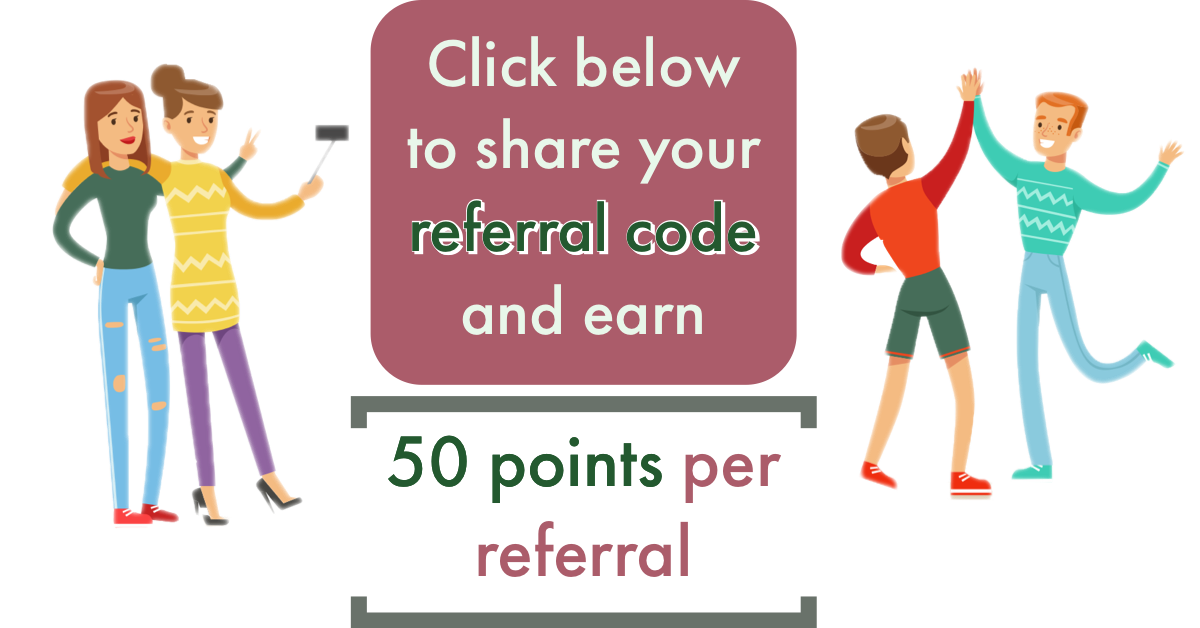 Click below
to share your
referral code
and earn
50 points per
referral